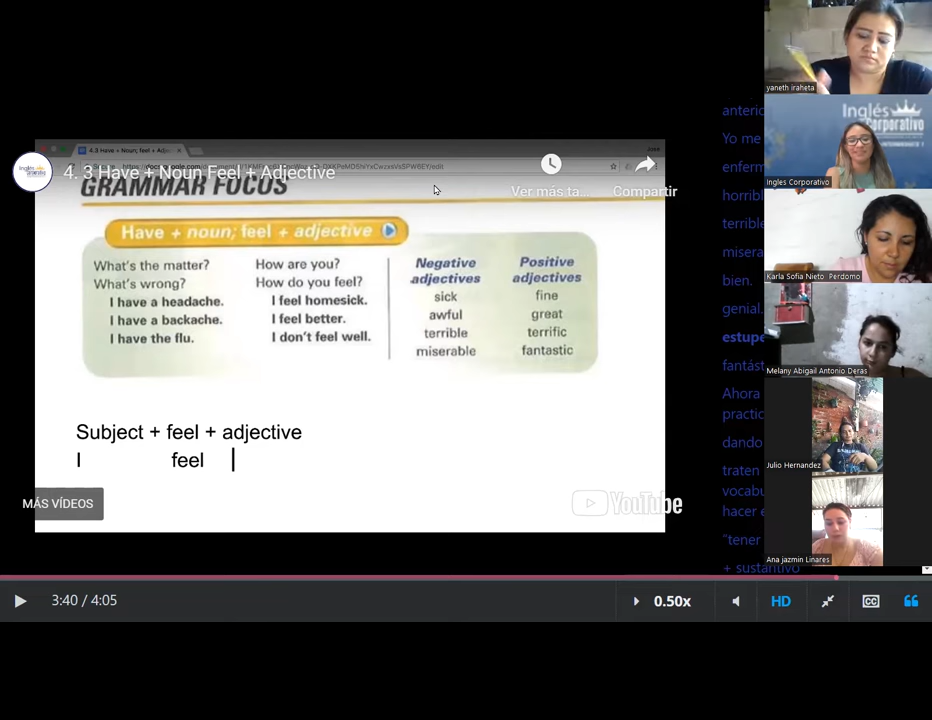 4. 3 Have + Noun Feel + Adjective
Ver más ta...
Compartir
GRAMMAR FOCUS
Have + noun; feel + adjective
What's the matter?
What's wrong?
I have a headache.
I have a backache.
I have the flu.
How are you?
How do you feel?
I feel homesick.
I feel better.
I don't feel well.
Negative
adjectives
sick
awful
terrible
miserable
Positive
adjectives
fine
great
terrific
fantastic
Subject + feel + adjective
I feel
MÁS VÍDEOS
YouTube
anterio
Yo me
enferm
horrib
terrible
misera
bien.
genial.
estupe
fantást
Ahora
practic
dando
traten
vocabu
hacer e
"tener
+ sustantivo
yaneth iraheta
Inglés
Corporativo
Ingles Corporativo
Karla Sofia Nieto Perdomo
Melany Abigail Antonio Deras
Julio Hernandez
Ana jazmin Linares
3:40 / 4:05
0.50x
HD
CC